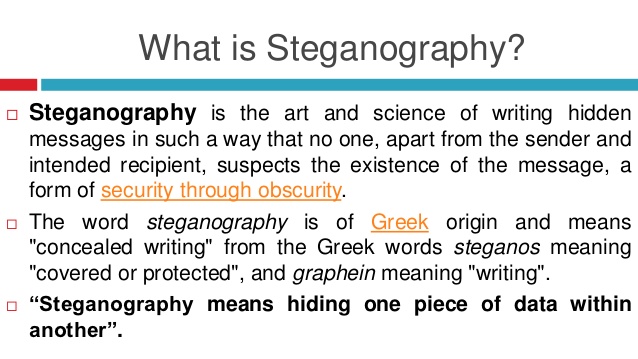 What is Steganography?
Steganography is the art and science of writing hidden
messages in such a way that no one, apart from the sender and
intended recipient, suspects the existence of the message, a
form of security through obscurity.
The word steganography is of Greek origin and means
"concealed writing" from the Greek words steganos meaning
"covered or protected", and graphein meaning "writing".
“Steganography means hiding one piece of data within
another”.